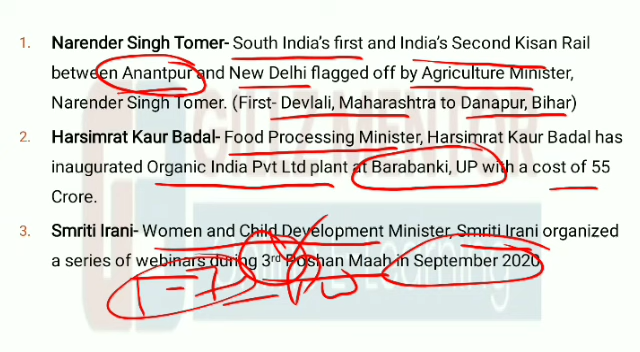 1. Narender Singh Tomer- South India's first and India's Second Kisan Rail
between Anantpur and New Delhi flagged off by Agriculture Minister,
Narender Singh Tomer. (First- Devlali, Maharashtra to Danapur, Bihar)
2. Harsimrat Kaur Badal- Food Processing Minister, Harsimrat Kaur Badal has
inaugurated Organic India Pvt Ltd plant at Barabanki, UP with a cost of 55
Crore.
3. Smriti Irani- Women and Child Development Minister, Smriti Irani organized
a series of webinars during 3rd Poshan Maah in September 2020